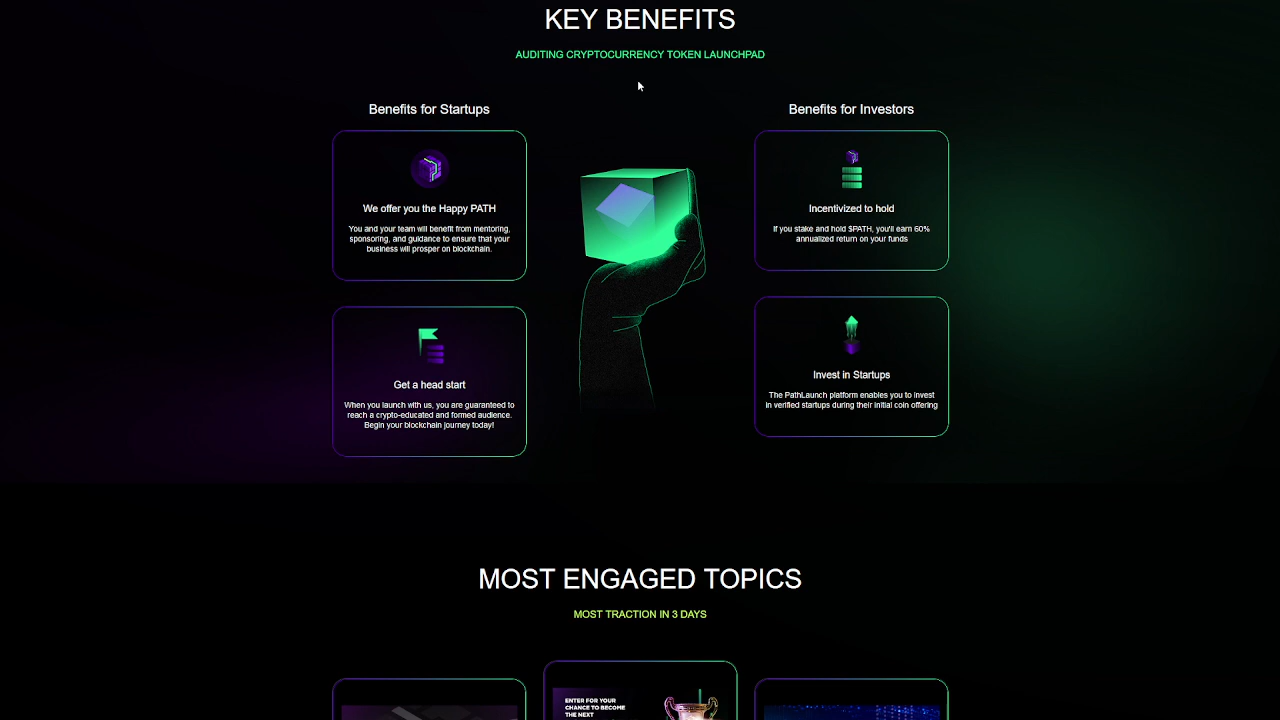 KEY BENEFITS
AUDITING CRYPTOCURRENCY TOKEN LAUNCHPAD
Benefits for Startups
We offer you the Happy PATH
You and your team will benefit from mentoring,
sponsoring, and guidance to ensure that your
business will prosper on blockchain.
Get a head start
When you launch with us, you are guaranteed to
reach a crypto-educated and formed audience.
Begin your blockchain journey today!
Benefits for Investors
Incentivized to hold
If you stake and hold $PATH, you'll earn 60%
annualized return on your funds
Invest in Startups
The PathLaunch platform enables you to invest
in verified startups during their initial coin offering
MOST ENGAGED TOPICS
MOST TRACTION IN 3 DAYS
ENTER FOR YOUR
CHANCE TO BECOME
THE NEXT